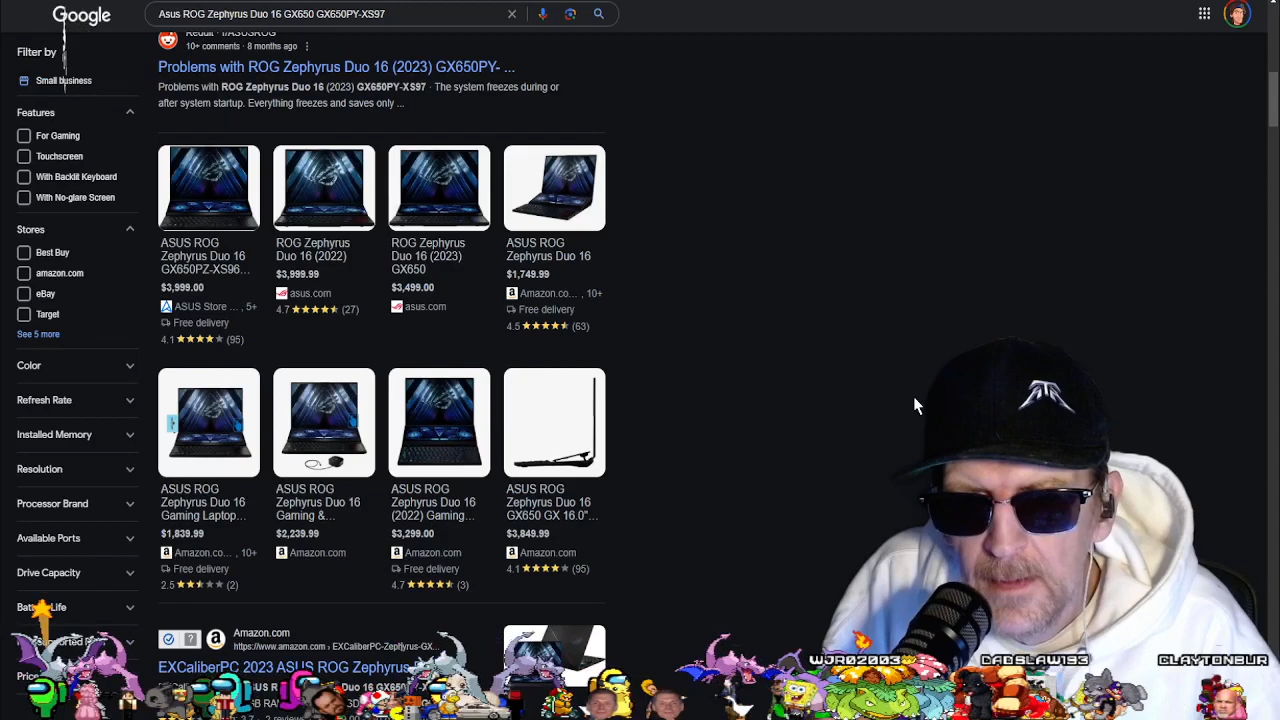 Google
Asus ROG Zephyrus Duo 16 GX650 GX650PY-XS97
Filter by
Small business
Features
For Gaming
Touchscreen
With Backlit Keyboard
With No-glare Screen
Stores
Best Buy
amazon.com
eBay
Target
See 5 more
Color
Refresh Rate
Installed Memory
Resolution
Processor Brand
Available Ports
Drive Capacity
Reddit · r/ASUSROG
10+ comments · 8 months ago
Problems with ROG Zephyrus Duo 16 (2023) GX650PY- ...
Problems with ROG Zephyrus Duo 16 (2023) GX650PY-XS97 · The system freezes during or
after system startup. Everything freezes and saves only ...
ASUS ROG
Zephyrus Duo 16
GX650PZ-XS96...
$3,999.00
ASUS Store ... , 5+
Free delivery
4.1 (95)
ROG Zephyrus
Duo 16 (2022)
$3,999.99
asus.com
4.7 (27)
ROG Zephyrus
Duo 16 (2023)
GX650
$3,499.00
asus.com
ASUS ROG
Zephyrus Duo 16
$1,749.99
Amazon.co... , 10+
Free delivery
4.5 (63)
ASUS ROG
Zephyrus Duo 16
Gaming Laptop...
$1,839.99
Amazon.co... , 10+
Free delivery
2.5 (2)
ASUS ROG
Zephyrus Duo 16
Gaming &...
$2,239.99
Amazon.com
ASUS ROG
Zephyrus Duo 16
(2022) Gaming...
$3,299.00
Amazon.com
Free delivery
4.7 (3)
ASUS ROG
Zephyrus Duo 16
GX650 GX 16.0"...
$3,849.99
Amazon.com
4.1 (95)
Amazon.com
https://www.amazon.com › EXCaliberPC-Zephyrus-GX...
EXCaliberPC 2023 ASUS ROG Zephyrus
WJR02003
DADSLAW193
CLAYTONBUR